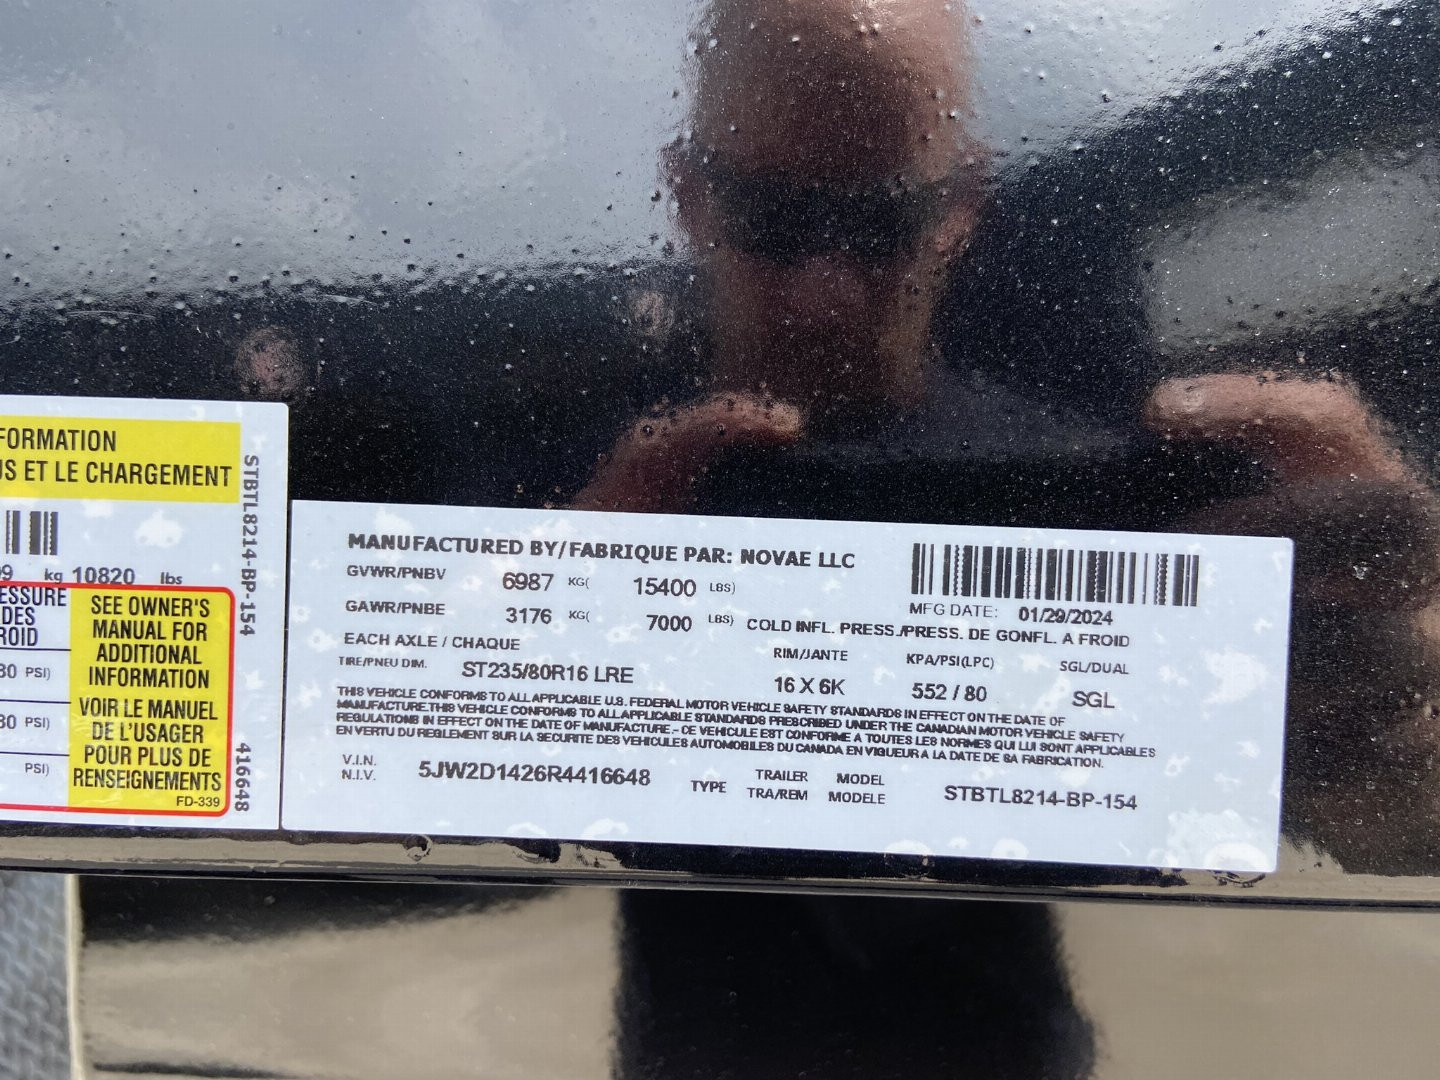 FORMATION
US ET LE CHARGEMENT
99 kg 10820 lbs
ESSURE
DES
ROID
80 PSI)
80 PSI)
PSI)
SEE OWNER'S
MANUAL FOR
ADDITIONAL
INFORMATION
VOIR LE MANUEL
DE L'USAGER
POUR PLUS DE
RENSEIGNEMENTS
FD-339
STBTL8214-BP-154
416648
MANUFACTURED BY/FABRIQUE PAR: NOVAE LLC
GVWR/PNBV 6987 KG( 15400 LBS)
MFG DATE: 01/29/2024
GAWR/PNBE 3176 KG( 7000 LBS) COLD INFL. PRESS./PRESS. DE GONFL. A FROID
EACH AXLE / CHAQUE
TIRE/PNEU DIM. ST235/80R16 LRE
RIM/JANTE KPA/PSI(LPC) SGL/DUAL
16 X 6K 552 / 80 SGL
THIS VEHICLE CONFORMS TO ALL APPLICABLE U.S. FEDERAL MOTOR VEHICLE SAFETY STANDARDS IN EFFECT ON THE DATE OF
MANUFACTURE.THIS VEHICLE CONFORMS TO ALL APPLICABLE STANDARDS PRESCRIBED UNDER THE CANADIAN MOTOR VEHICLE SAFETY
REGULATIONS IN EFFECT ON THE DATE OF MANUFACTURE.- CE VEHICULE EST CONFORME A TOUTES LES NORMES QUI LUI SONT APPLICABLES
EN VERTU DU REGLEMENT SUR LA SECURITE DES VEHICULES AUTOMOBILES DU CANADA EN VIGUEUR A LA DATE DE SA FABRICATION.
V.I.N.
N.I.V. 5JW2D1426R4416648 TYPE TRAILER MODEL
TRA/REM MODELE STBTL8214-BP-154